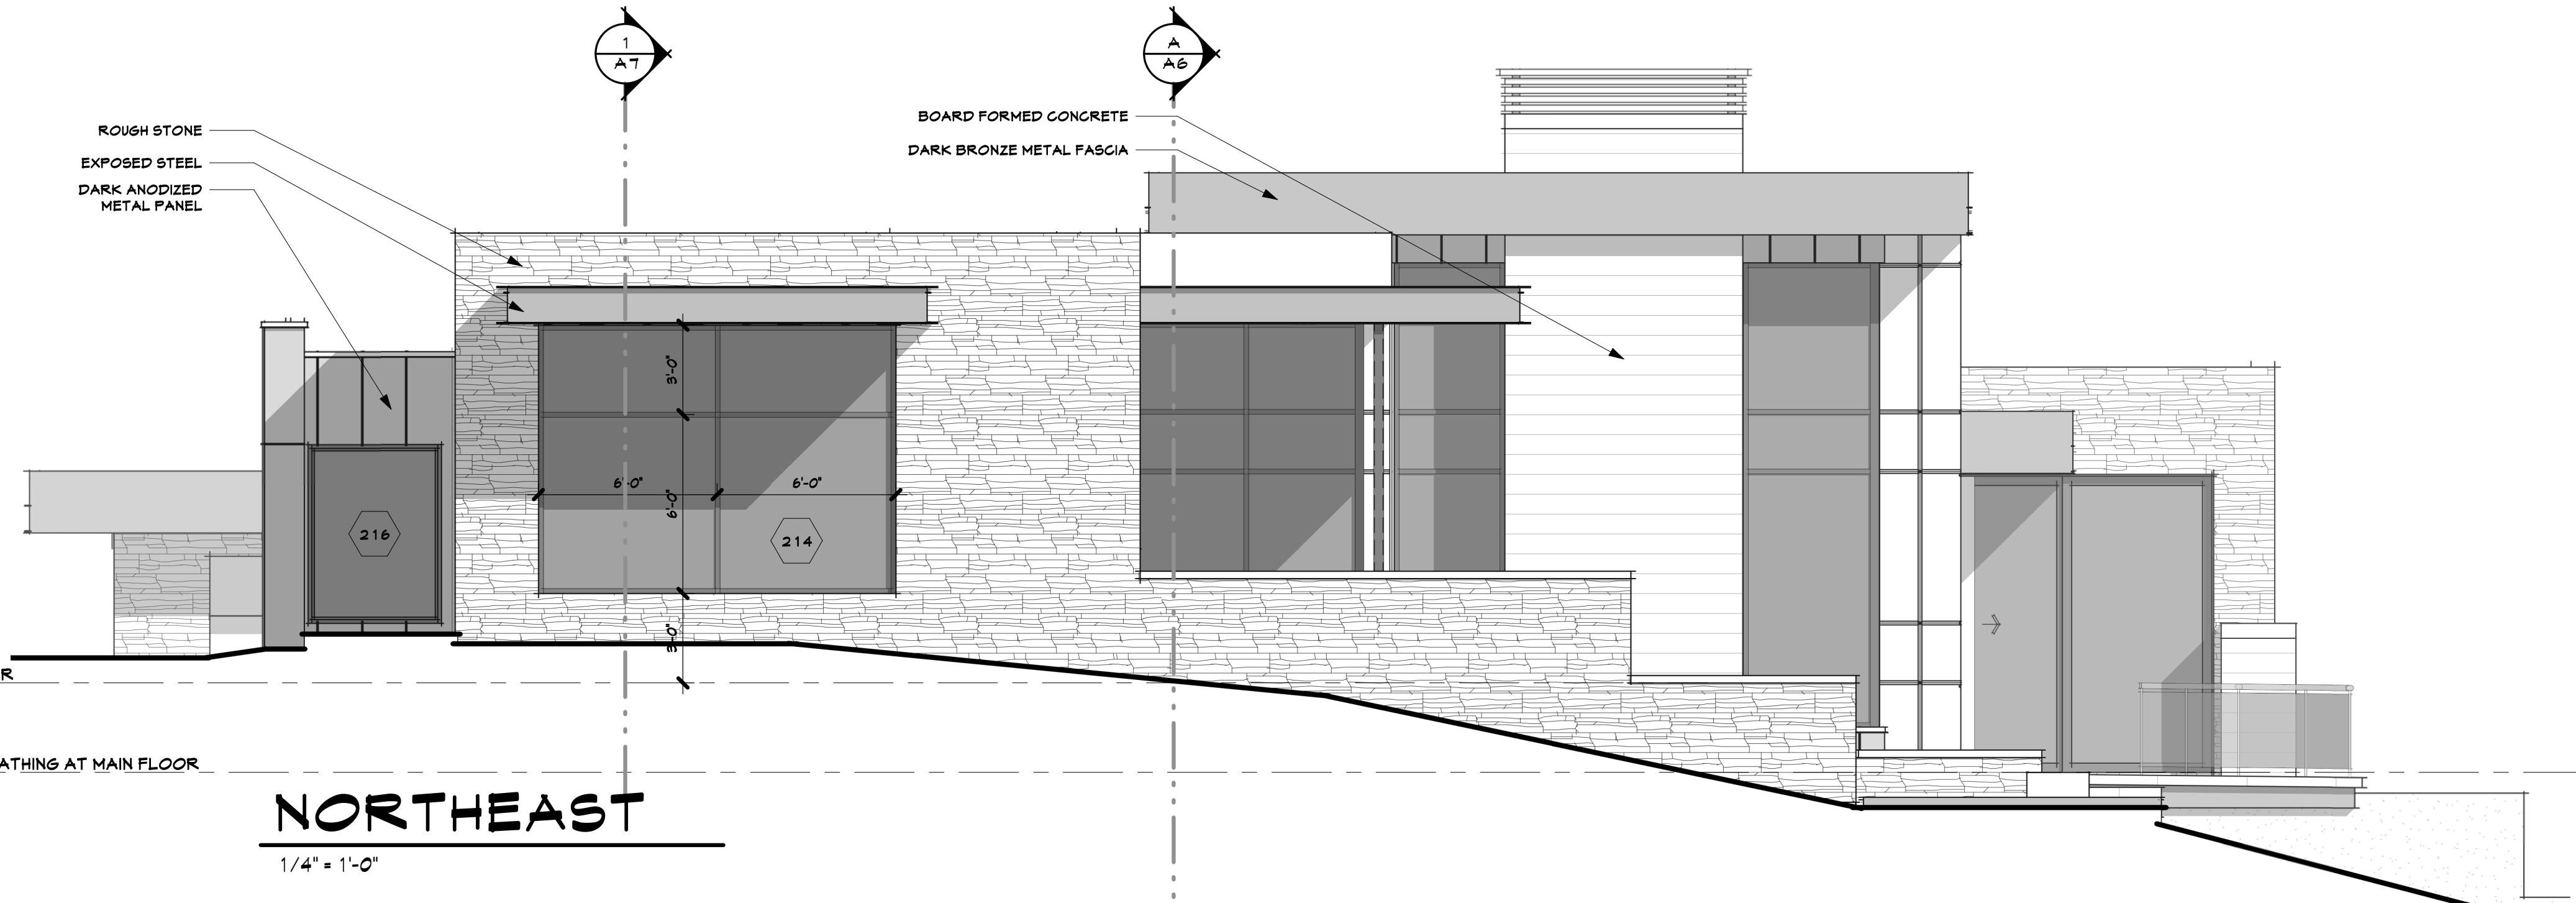 1
A7
A
A6
ROUGH STONE
EXPOSED STEEL
DARK ANODIZED
METAL PANEL
BOARD FORMED CONCRETE
DARK BRONZE METAL FASCIA
3'-0"
6'-0"
6'-0"
6'-0"
216
214
3'-0"
R
ATHING AT MAIN FLOOR
NORTHEAST
1/4" = 1'-0"